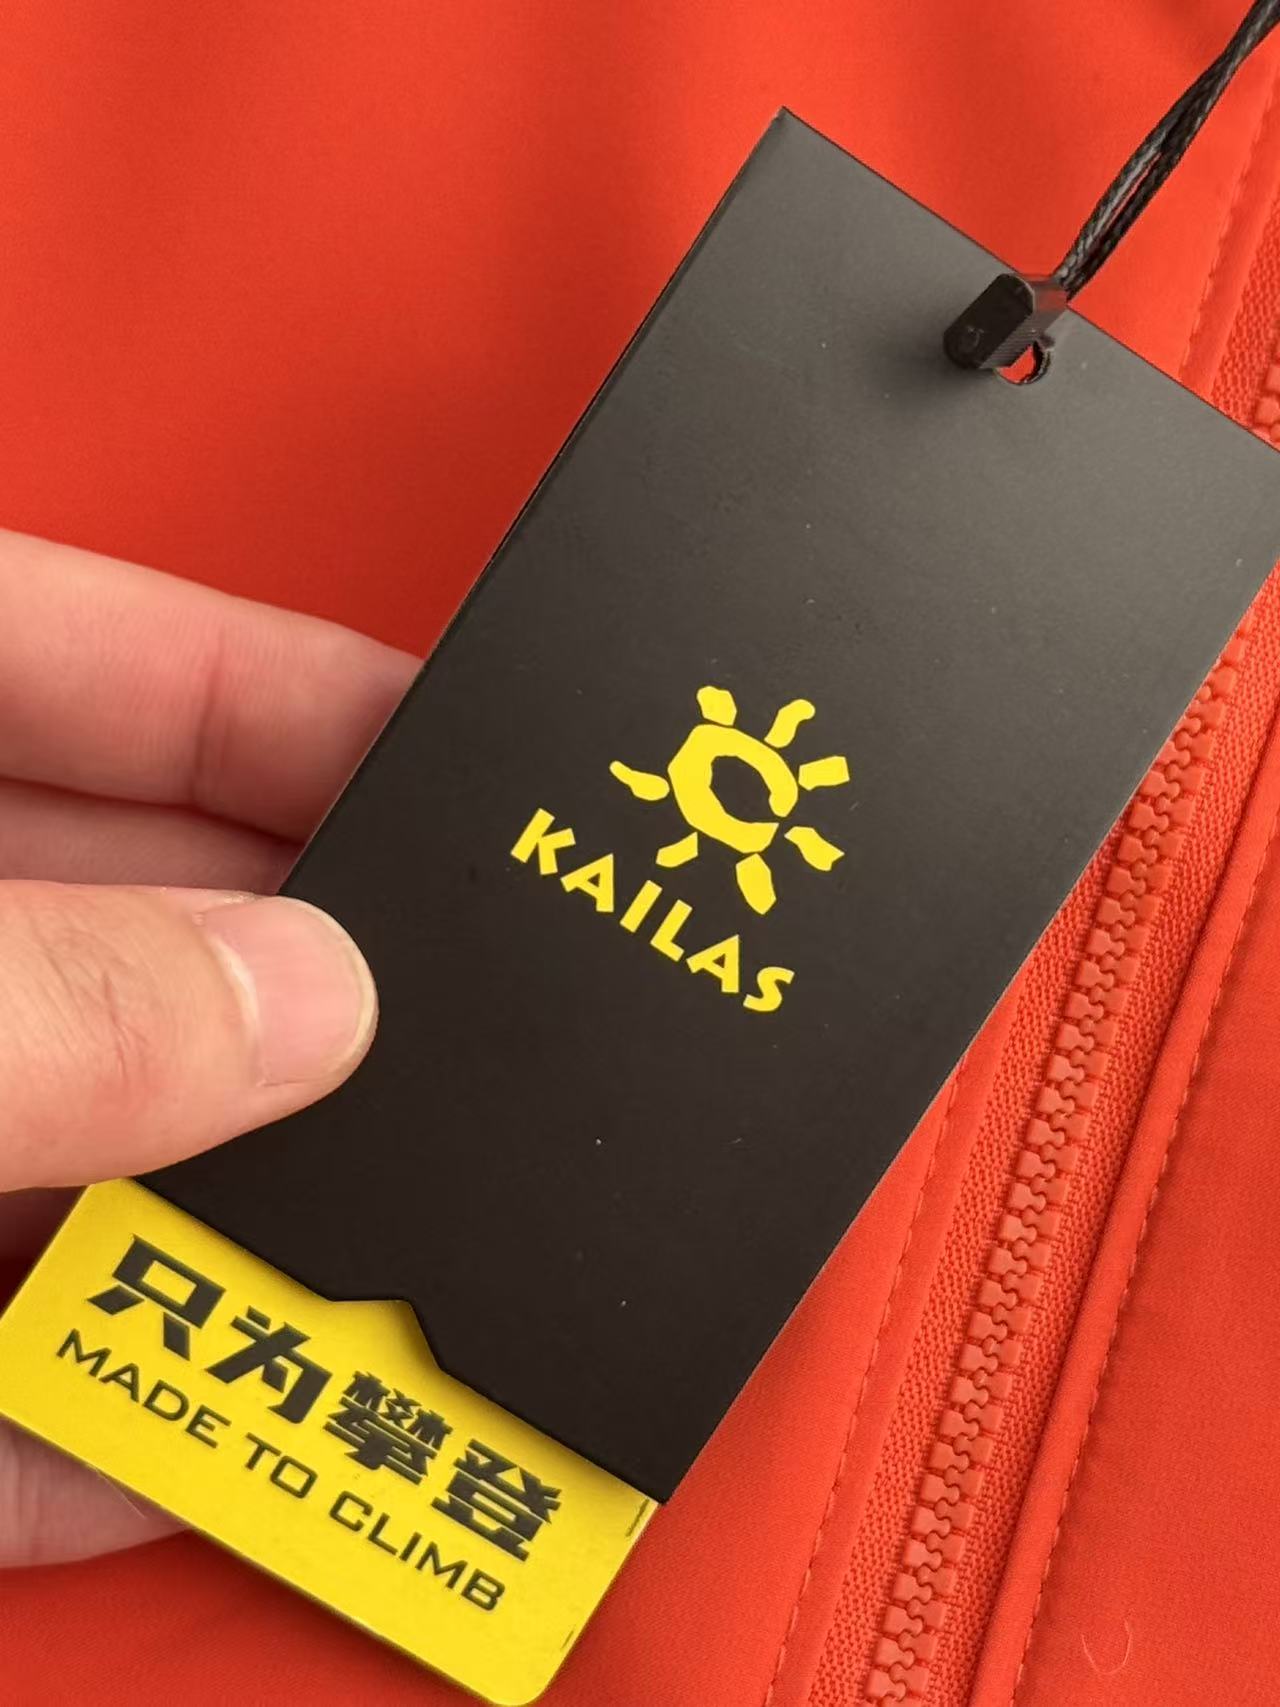 KAILAS
只为攀登
MADE TO CLIMB